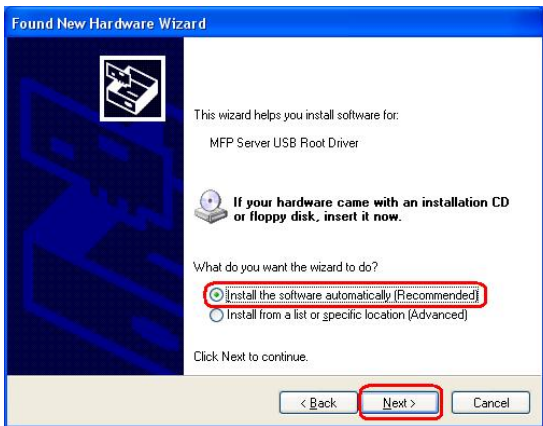 Found New Hardware Wizard
This wizard helps you install software for:
MFP Server USB Root Driver
If your hardware came with an installation CD
or floppy disk, insert it now.
What do you want the wizard to do?
Install the software automatically (Recommended)
Install from a list or specific location (Advanced)
Click Next to continue.
< Back Next > Cancel